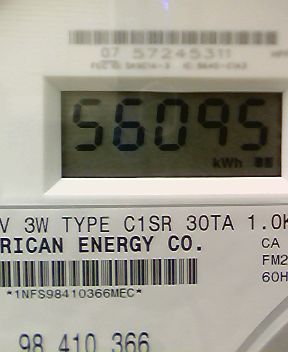 07 57245311
56095
kWh
V 3W TYPE C1SR 30TA 1.0K
RICAN ENERGY CO.
CA
FM2
60H
*1NFS98410366MEC*
98 410 366